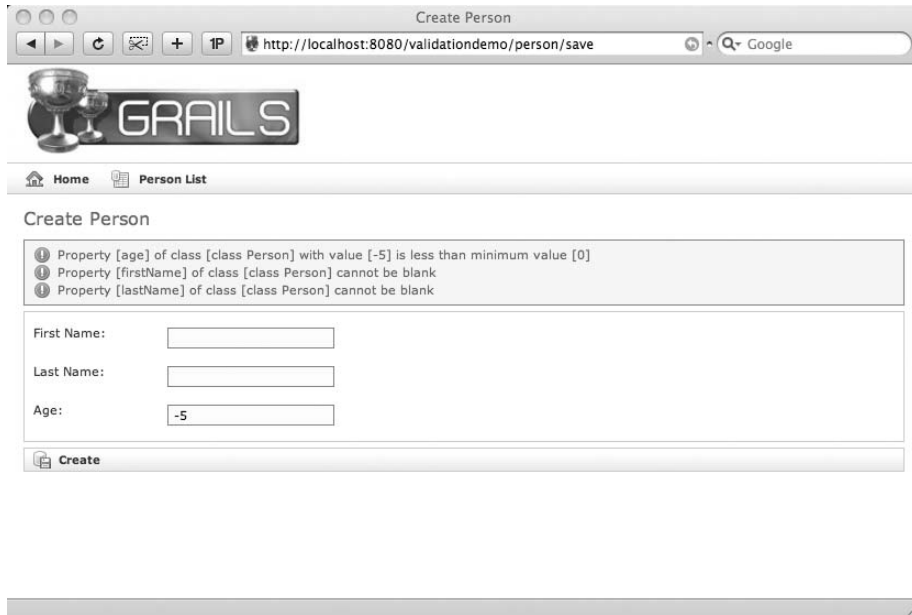 Create Person
1P http://localhost:8080/validationdemo/person/save Google
GRAILS
Home Person List
Create Person
Property [age] of class [class Person] with value [-5] is less than minimum value [0]
Property [firstName] of class [class Person] cannot be blank
Property [lastName] of class [class Person] cannot be blank
First Name:
Last Name:
Age: -5
Create